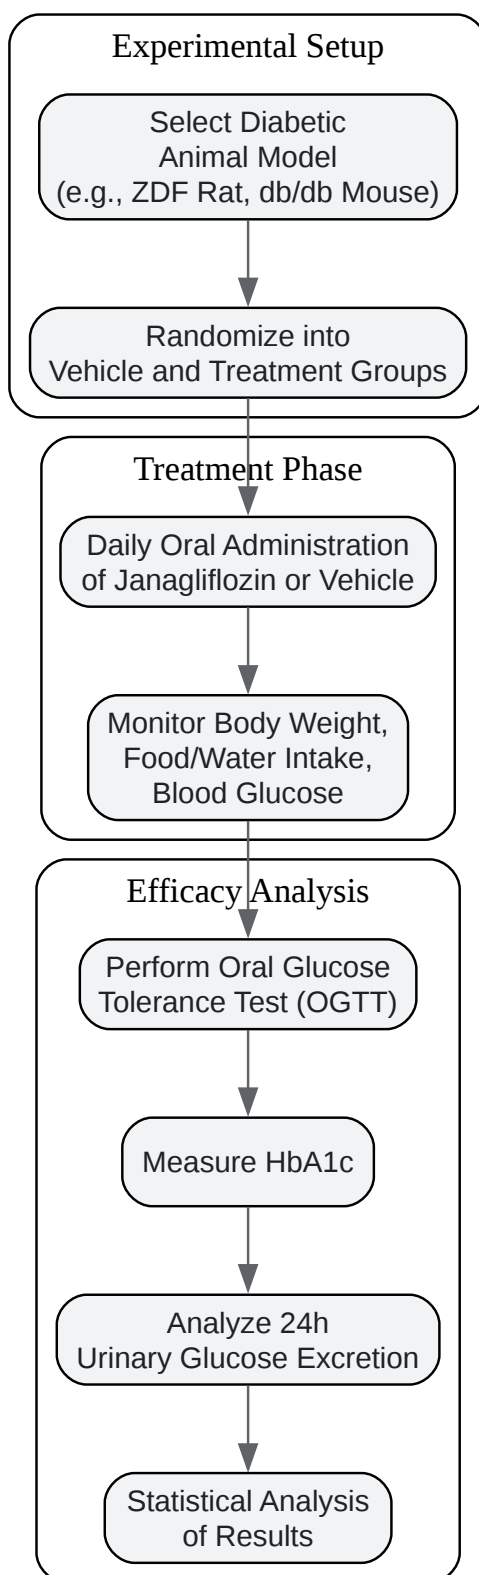 Experimental Setup
Select Diabetic
Animal Model
(e.g., ZDF Rat, db/db Mouse)
Randomize into
Vehicle and Treatment Groups
Treatment Phase
Daily Oral Administration
of Janagliflozin or Vehicle
Monitor Body Weight,
Food/Water Intake,
Blood Glucose
Efficacy Analysis
Perform Oral Glucose
Tolerance Test (OGTT)
Measure HbA1c
Analyze 24h
Urinary Glucose Excretion
Statistical Analysis
of Results